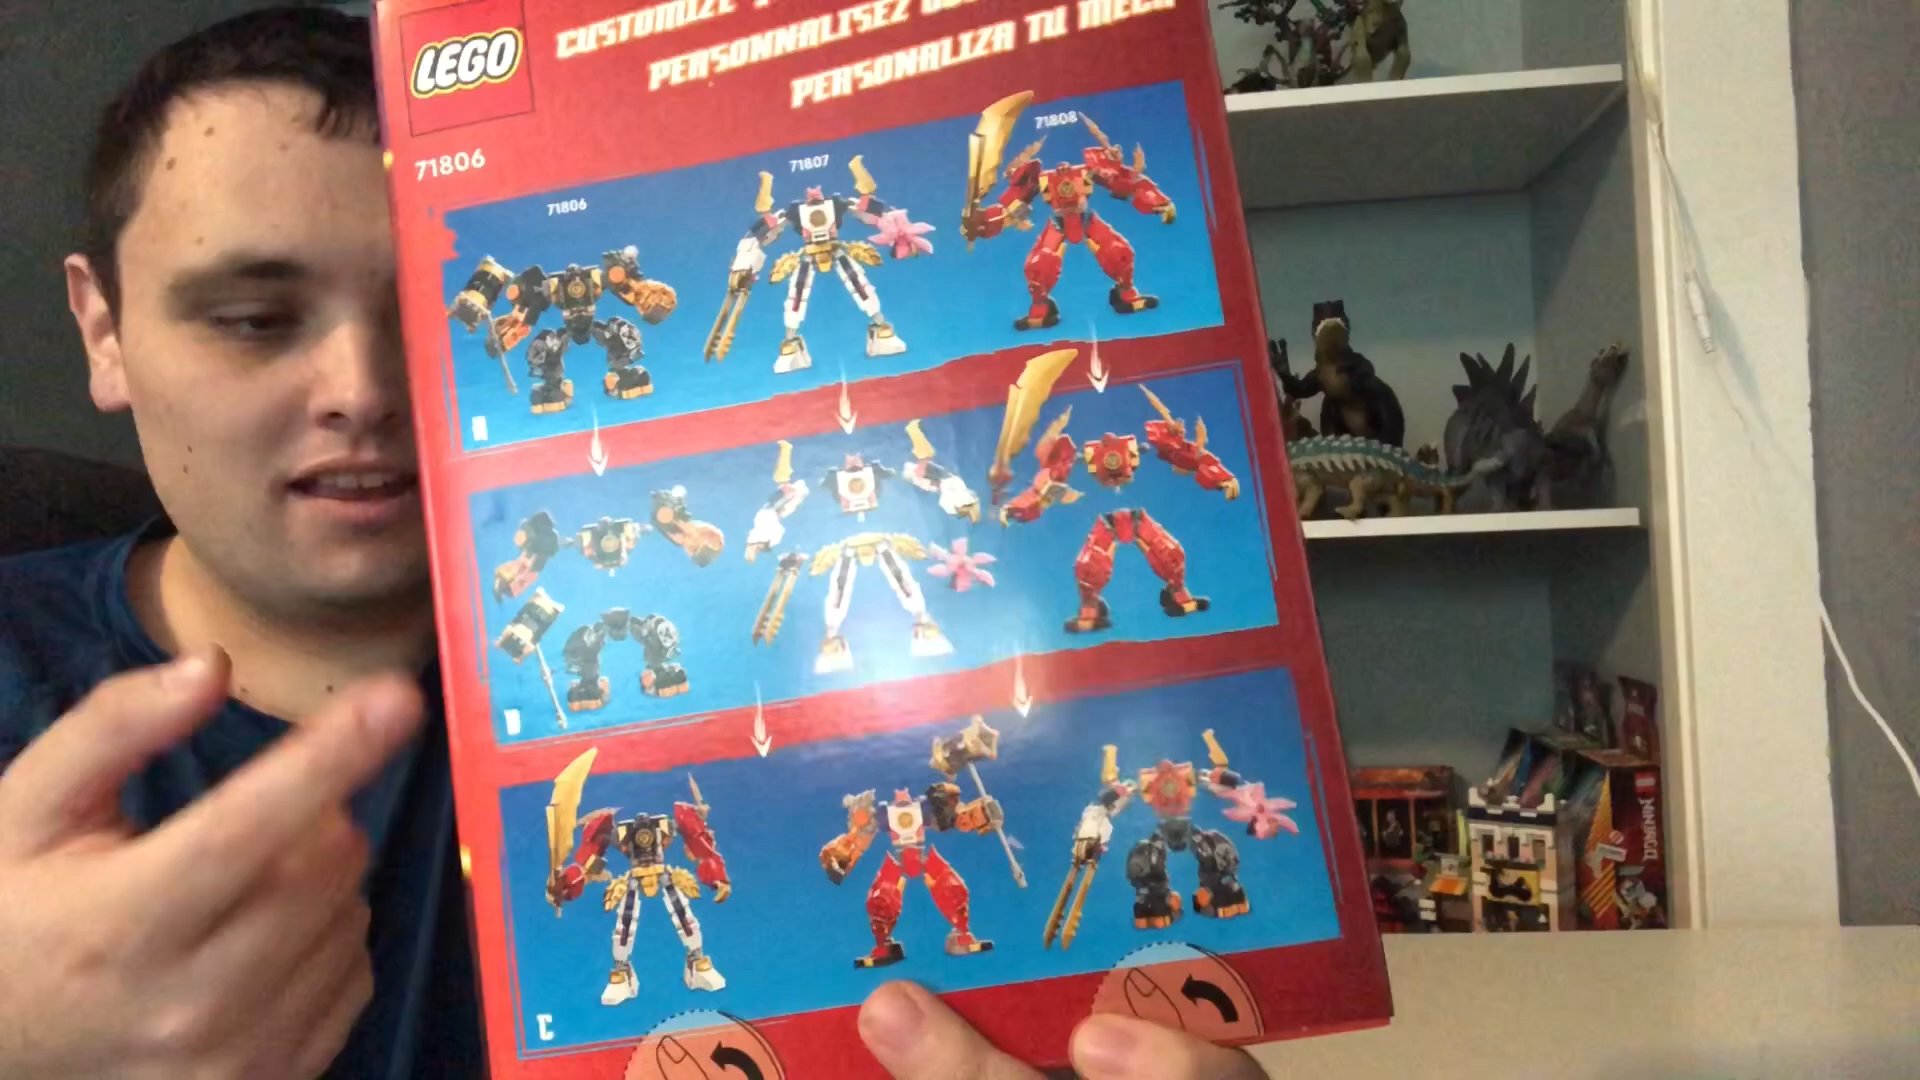 LEGO
CUSTOMIZE
PERSONNALISEZ
PERSONALIZA TU MECH
71806
71806
71807
71808
A
B
C
NINJAGO